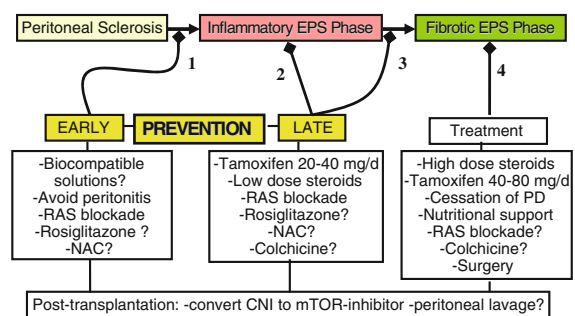 Peritoneal Sclerosis
Inflammatory EPS Phase
Fibrotic EPS Phase
1
2
3
4
EARLY
PREVENTION
LATE
Treatment
-Biocompatible
solutions?
-Avoid peritonitis
-RAS blockade
-Rosiglitazone ?
-NAC?
-Tamoxifen 20-40 mg/d
-Low dose steroids
-RAS blockade
-Rosiglitazone?
-NAC?
-Colchicine?
-High dose steroids
-Tamoxifen 40-80 mg/d
-Cessation of PD
-Nutritional support
-RAS blockade?
-Colchicine?
-Surgery
Post-transplantation: -convert CNI to mTOR-inhibitor -peritoneal lavage?